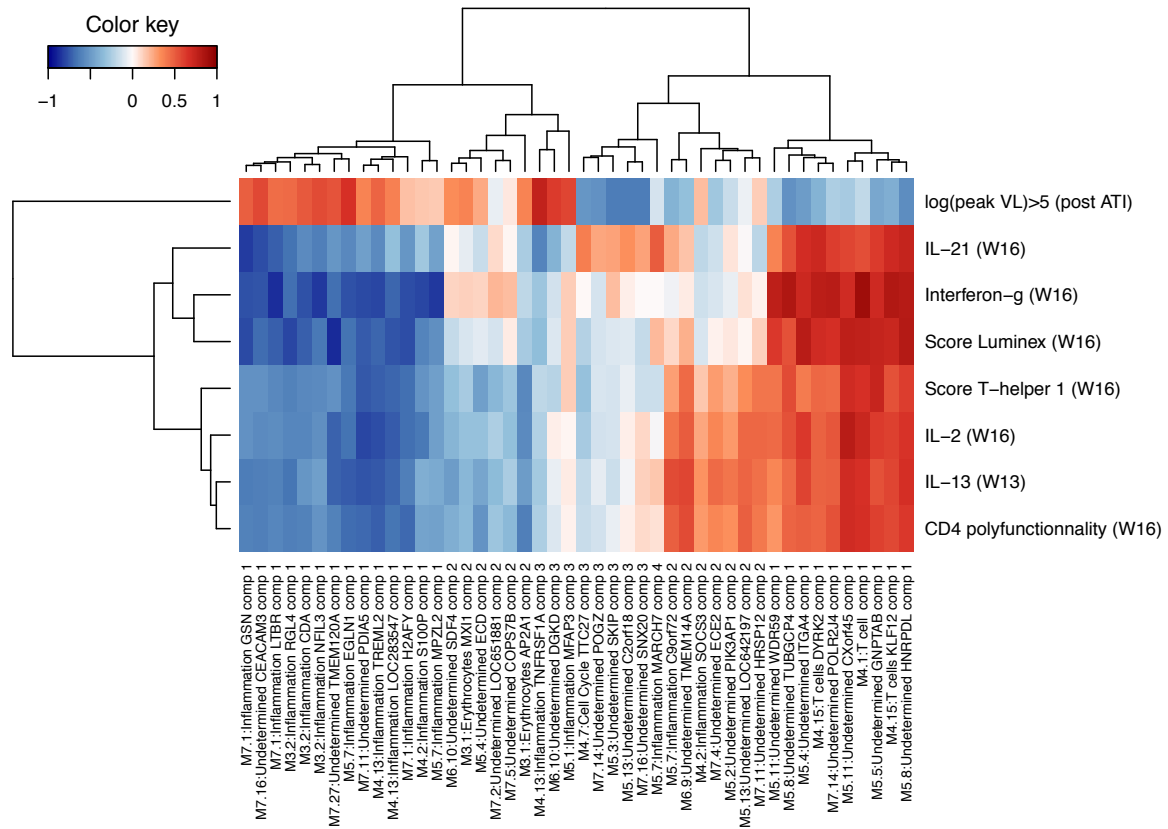 Color key
−1
0
0.5
1
log(peak VL)>5 (post ATI)
IL−21 (W16)
Interferon−g (W16)
Score Luminex (W16)
Score T−helper 1 (W16)
IL−2 (W16)
IL−13 (W13)
CD4 polyfunctionnality (W16)
M7.1:Inflammation GSN comp 1
M7.16:Undetermined CEACAM3 comp 1
M7.1:Inflammation LTBR comp 1
M3.2:Inflammation RGL4 comp 1
M3.2:Inflammation CDA comp 1
M3.2:Inflammation NFIL3 comp 1
M7.27:Undetermined TMEM120A comp 1
M5.7:Inflammation EGLN1 comp 1
M7.11:Undetermined PDIA5 comp 1
M4.13:Inflammation TREML2 comp 1
M4.13:Inflammation LOC283547 comp 1
M7.1:Inflammation H2AFY comp 1
M4.2:Inflammation S100P comp 1
M5.7:Inflammation MPZL2 comp 1
M6.10:Undetermined SDF4 comp 2
M3.1:Erythrocytes MXI1 comp 2
M5.4:Undetermined ECD comp 2
M7.2:Undetermined LOC651881 comp 2
M7.5:Undetermined COPS7B comp 2
M3.1:Erythrocytes AP2A1 comp 2
M4.13:Inflammation TNFRSF1A comp 3
M6.10:Undetermined DGKD comp 3
M5.1:Inflammation MFAP3 comp 3
M4.7:Cell Cycle TTC27 comp 3
M7.14:Undetermined POGZ comp 3
M5.3:Undetermined SKIP comp 3
M5.13:Undetermined C2orf18 comp 3
M7.16:Undetermined SNX20 comp 3
M5.7:Inflammation MARCH7 comp 4
M5.7:Inflammation C9orf72 comp 2
M6.9:Undetermined TMEM14A comp 2
M4.2:Inflammation SOCS3 comp 2
M7.4:Undetermined ECE2 comp 2
M5.2:Undetermined PIK3AP1 comp 2
M5.13:Undetermined LOC642197 comp 2
M7.11:Undetermined HRSP12 comp 2
M5.11:Undetermined WDR59 comp 1
M5.8:Undetermined TUBGCP4 comp 1
M5.4:Undetermined ITGA4 comp 1
M4.15:T cells DYRK2 comp 1
M7.14:Undetermined POLR2J4 comp 1
M5.11:Undetermined CXorf45 comp 1
M4.1:T cell comp 1
M5.5:Undetermined GNPTAB comp 1
M4.15:T cells KLF12 comp 1
M5.8:Undetermined HNRPDL comp 1